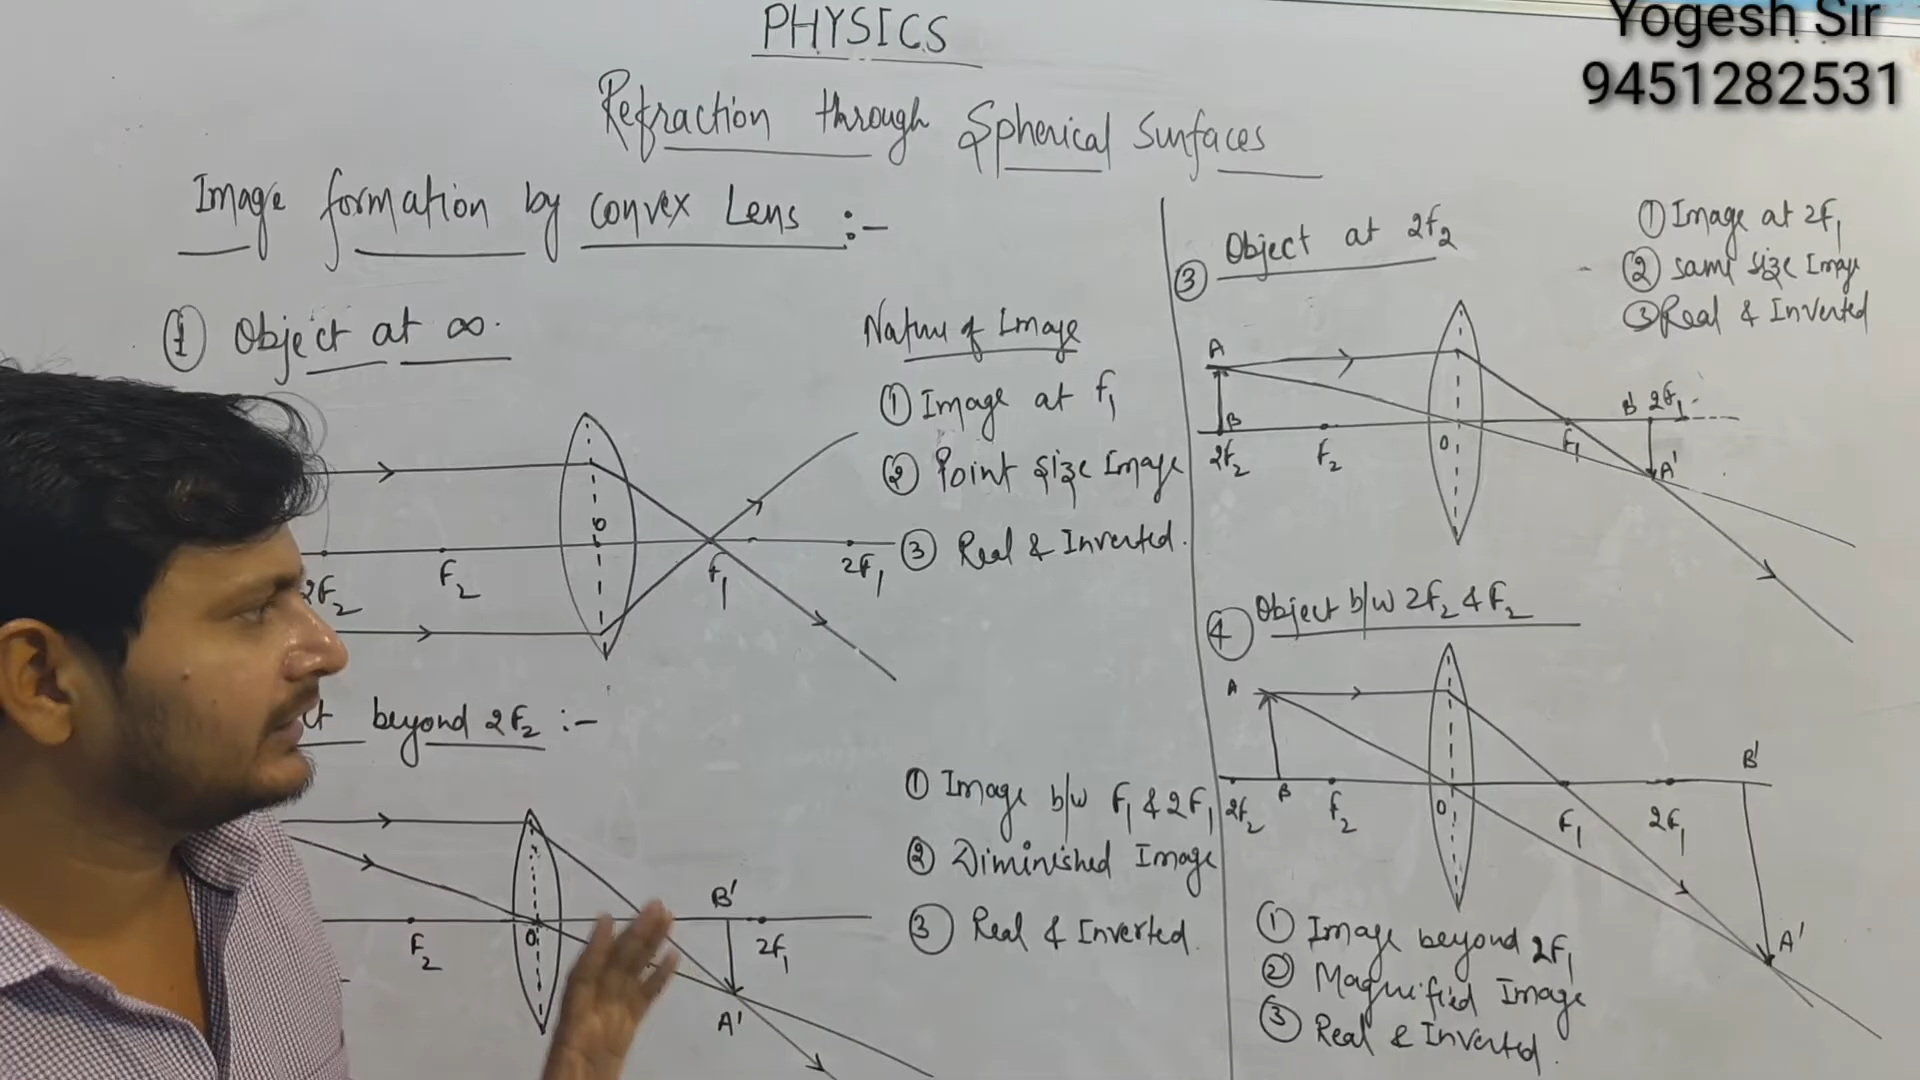 Yogesh Sir
9451282531
PHYSICS
Refraction through Spherical Surfaces
Image formation by convex Lens :-
① Object at ∞.
Nature of Image
① Image at f₁
② Point Size Image
③ Real & Inverted.
O
2F₂
F₂
f₁
2F₁
beyond 2F₂ :-
① Image b/w F₁ & 2F₁
② Diminished Image
③ Real & Inverted.
F₂
O
B'
2F₁
A'
③ Object at 2f₂
① Image at 2F₁
② same size Image
③ Real & Inverted
A
B
2F₂
F₂
O
F₁
B'
2F₁
A'
④ Object b/w 2F₂ & F₂
A
2F₂
B
F₂
O
F₁
2F₁
B'
A'
① Image beyond 2F₁
② Magnified Image
③ Real & Inverted.